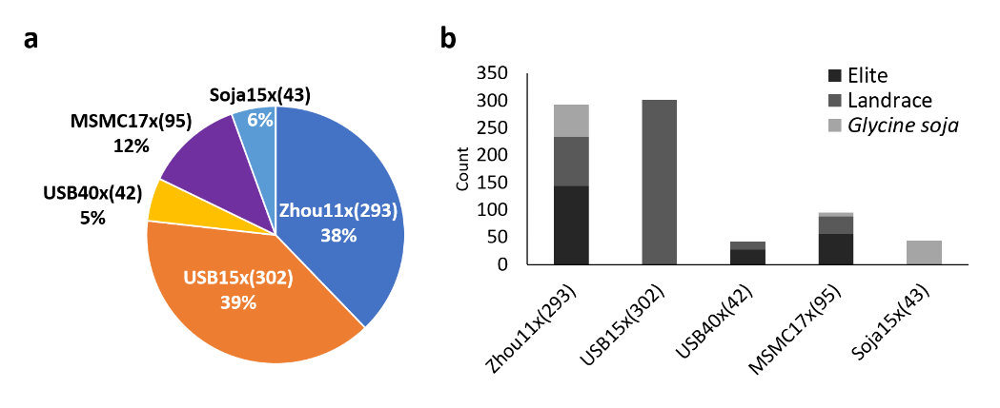 a
Soja15x(43)
6%
MSMC17x(95)
12%
USB40x(42)
5%
Zhou11x(293)
38%
USB15x(302)
39%
b
350
300
250
200
150
100
50
0
Count
Elite
Landrace
Glycine soja
Zhou11x(293)
USB15x(302)
USB40x(42)
MSMC17x(95)
Soja15x(43)